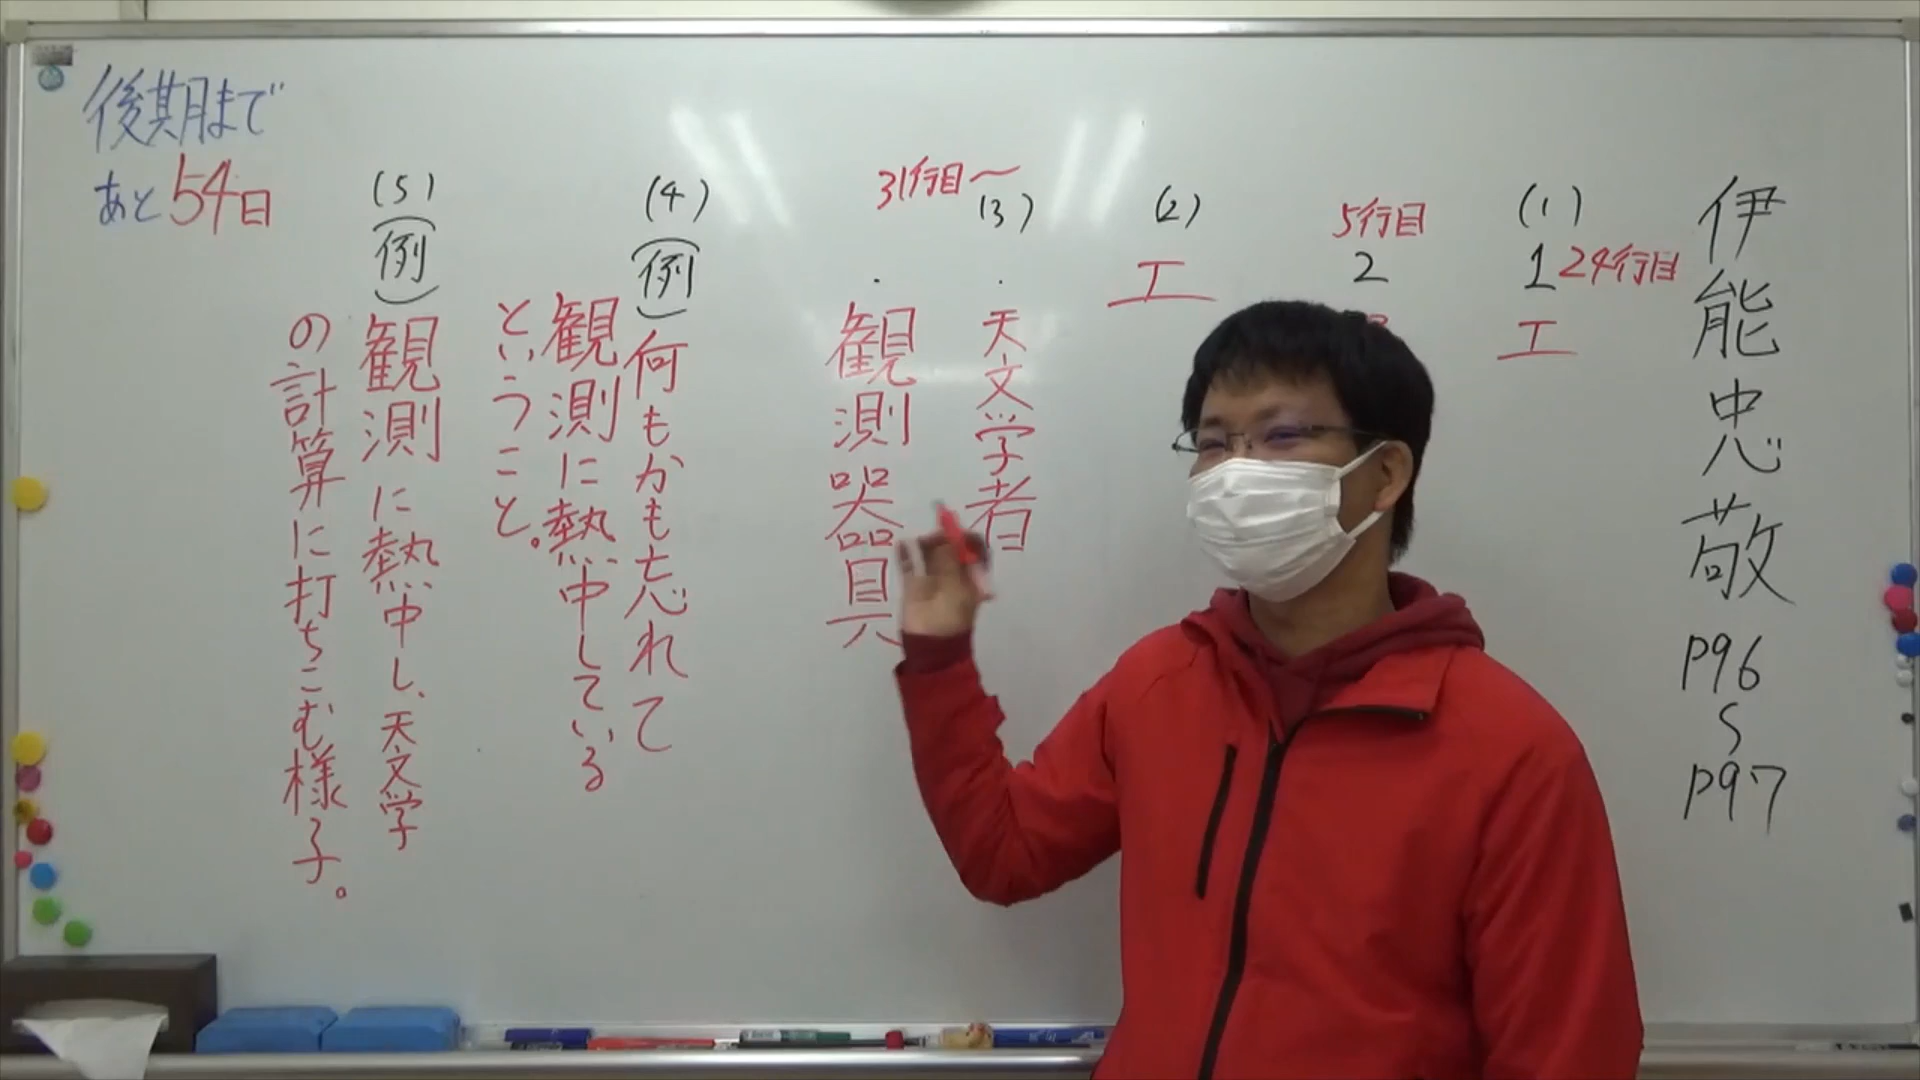 後期まで
あと54日
伊能忠敬
P96
S
P97
(1)
1 24行目
エ
5行目
2
(2)
エ
31行目〜
(3)
・天文学者
・観測器具
(4)
(例)何もかも忘れて
観測に熱中している
ということ。
(5)
(例)観測に熱中し、天文学
の計算に打ちこむ様子。